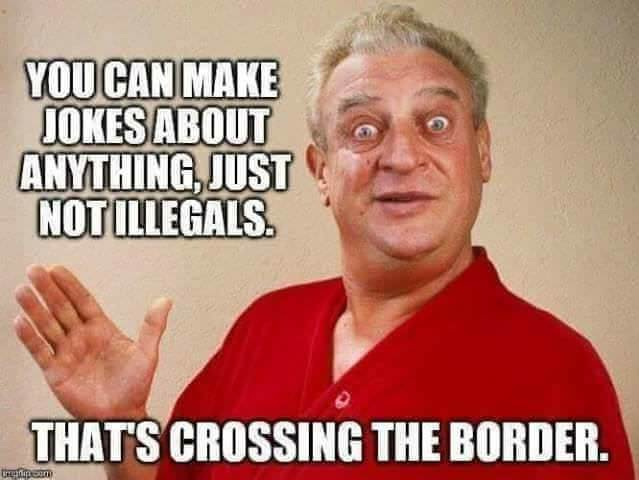 YOU CAN MAKE
JOKES ABOUT
ANYTHING, JUST
NOT ILLEGALS.
THAT'S CROSSING THE BORDER.
imgflip.com